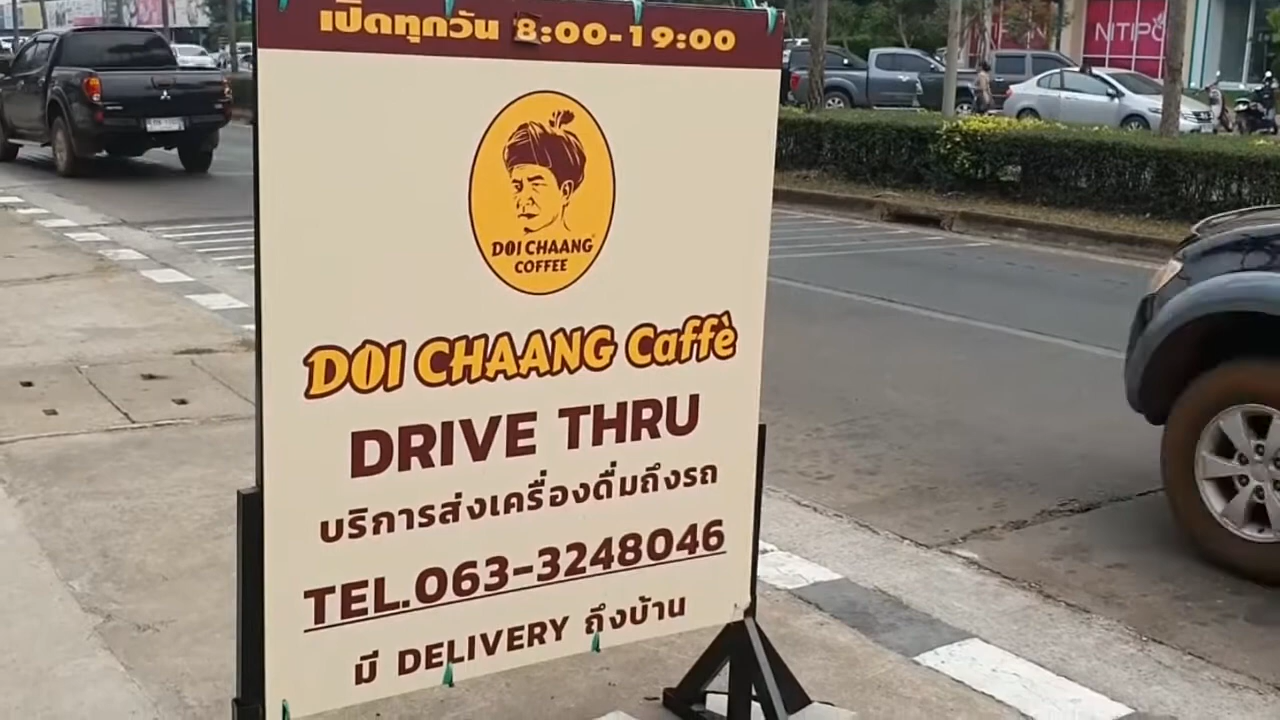 เปิดทุกวัน 8:00-19:00
DOI CHAANG
COFFEE
DOI CHAANG Caffè
DRIVE THRU
บริการส่งเครื่องดื่มถึงรถ
TEL.063-3248046
มี DELIVERY ถึงบ้าน